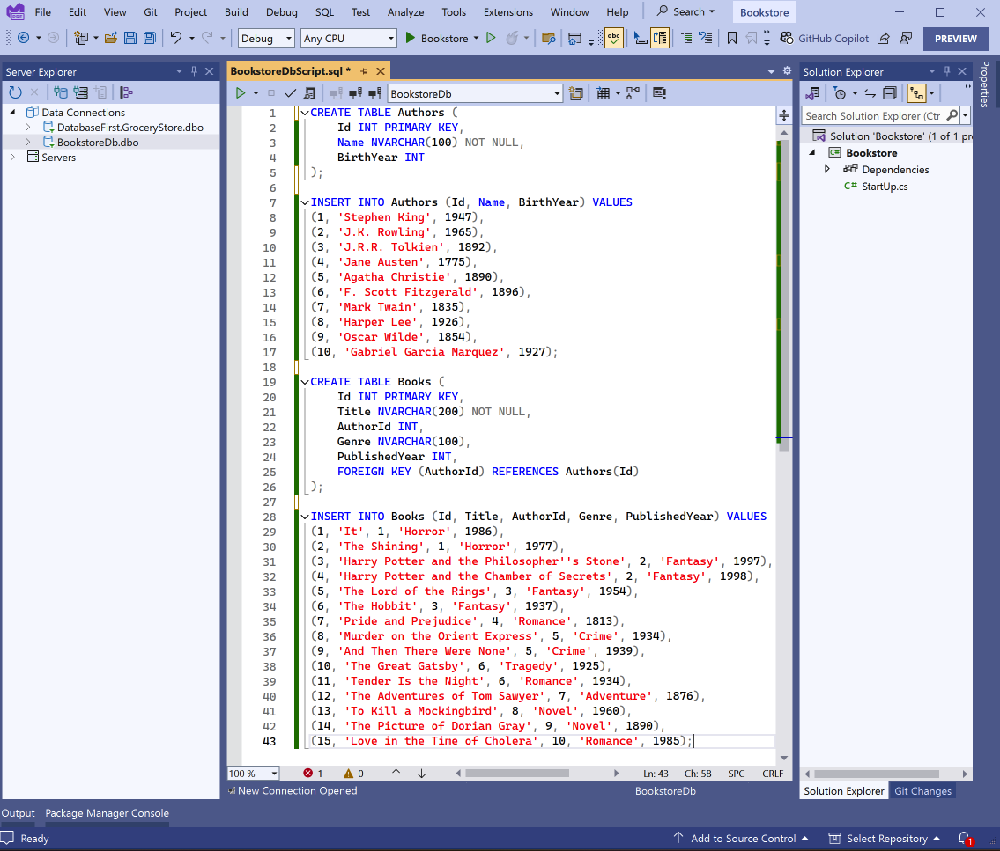 File Edit View Git Project Build Debug SQL Test Analyze Tools Extensions Window Help Search Bookstore
Debug Any CPU Bookstore GitHub Copilot PREVIEW
Server Explorer
Data Connections
DatabaseFirst.GroceryStore.dbo
BookstoreDb.dbo
Servers
BookstoreDbScript.sql *
BookstoreDb
1 CREATE TABLE Authors (
2 Id INT PRIMARY KEY,
3 Name NVARCHAR(100) NOT NULL,
4 BirthYear INT
5 );
6
7 INSERT INTO Authors (Id, Name, BirthYear) VALUES
8 (1, 'Stephen King', 1947),
9 (2, 'J.K. Rowling', 1965),
10 (3, 'J.R.R. Tolkien', 1892),
11 (4, 'Jane Austen', 1775),
12 (5, 'Agatha Christie', 1890),
13 (6, 'F. Scott Fitzgerald', 1896),
14 (7, 'Mark Twain', 1835),
15 (8, 'Harper Lee', 1926),
16 (9, 'Oscar Wilde', 1854),
17 (10, 'Gabriel Garcia Marquez', 1927);
18
19 CREATE TABLE Books (
20 Id INT PRIMARY KEY,
21 Title NVARCHAR(200) NOT NULL,
22 AuthorId INT,
23 Genre NVARCHAR(100),
24 PublishedYear INT,
25 FOREIGN KEY (AuthorId) REFERENCES Authors(Id)
26 );
27
28 INSERT INTO Books (Id, Title, AuthorId, Genre, PublishedYear) VALUES
29 (1, 'It', 1, 'Horror', 1986),
30 (2, 'The Shining', 1, 'Horror', 1977),
31 (3, 'Harry Potter and the Philosopher''s Stone', 2, 'Fantasy', 1997),
32 (4, 'Harry Potter and the Chamber of Secrets', 2, 'Fantasy', 1998),
33 (5, 'The Lord of the Rings', 3, 'Fantasy', 1954),
34 (6, 'The Hobbit', 3, 'Fantasy', 1937),
35 (7, 'Pride and Prejudice', 4, 'Romance', 1813),
36 (8, 'Murder on the Orient Express', 5, 'Crime', 1934),
37 (9, 'And Then There Were None', 5, 'Crime', 1939),
38 (10, 'The Great Gatsby', 6, 'Tragedy', 1925),
39 (11, 'Tender Is the Night', 6, 'Romance', 1934),
40 (12, 'The Adventures of Tom Sawyer', 7, 'Adventure', 1876),
41 (13, 'To Kill a Mockingbird', 8, 'Novel', 1960),
42 (14, 'The Picture of Dorian Gray', 9, 'Novel', 1890),
43 (15, 'Love in the Time of Cholera', 10, 'Romance', 1985);
100 % 1 0 Ln: 43 Ch: 58 SPC CRLF
New Connection Opened BookstoreDb
Solution Explorer
Search Solution Explorer (Ctr
Solution 'Bookstore' (1 of 1 pr
Bookstore
Dependencies
C# StartUp.cs
Solution Explorer Git Changes
Properties
Output Package Manager Console
Ready Add to Source Control Select Repository 1